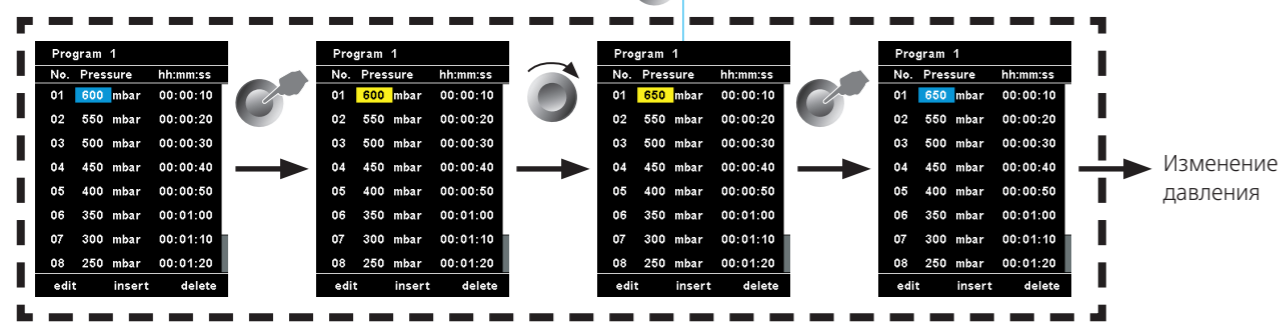 Program 1
No. Pressure hh:mm:ss
01 600 mbar 00:00:10
02 550 mbar 00:00:20
03 500 mbar 00:00:30
04 450 mbar 00:00:40
05 400 mbar 00:00:50
06 350 mbar 00:01:00
07 300 mbar 00:01:10
08 250 mbar 00:01:20
edit insert delete
Program 1
No. Pressure hh:mm:ss
01 600 mbar 00:00:10
02 550 mbar 00:00:20
03 500 mbar 00:00:30
04 450 mbar 00:00:40
05 400 mbar 00:00:50
06 350 mbar 00:01:00
07 300 mbar 00:01:10
08 250 mbar 00:01:20
edit insert delete
Program 1
No. Pressure hh:mm:ss
01 650 mbar 00:00:10
02 550 mbar 00:00:20
03 500 mbar 00:00:30
04 450 mbar 00:00:40
05 400 mbar 00:00:50
06 350 mbar 00:01:00
07 300 mbar 00:01:10
08 250 mbar 00:01:20
edit insert delete
Program 1
No. Pressure hh:mm:ss
01 650 mbar 00:00:10
02 550 mbar 00:00:20
03 500 mbar 00:00:30
04 450 mbar 00:00:40
05 400 mbar 00:00:50
06 350 mbar 00:01:00
07 300 mbar 00:01:10
08 250 mbar 00:01:20
edit insert delete
Изменение
давления